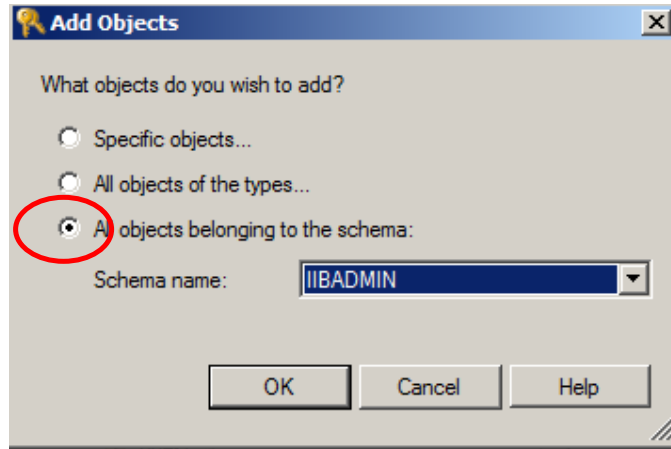 Add Objects
What objects do you wish to add?
Specific objects...
All objects of the types...
All objects belonging to the schema:
Schema name: IIBADMIN
OK Cancel Help